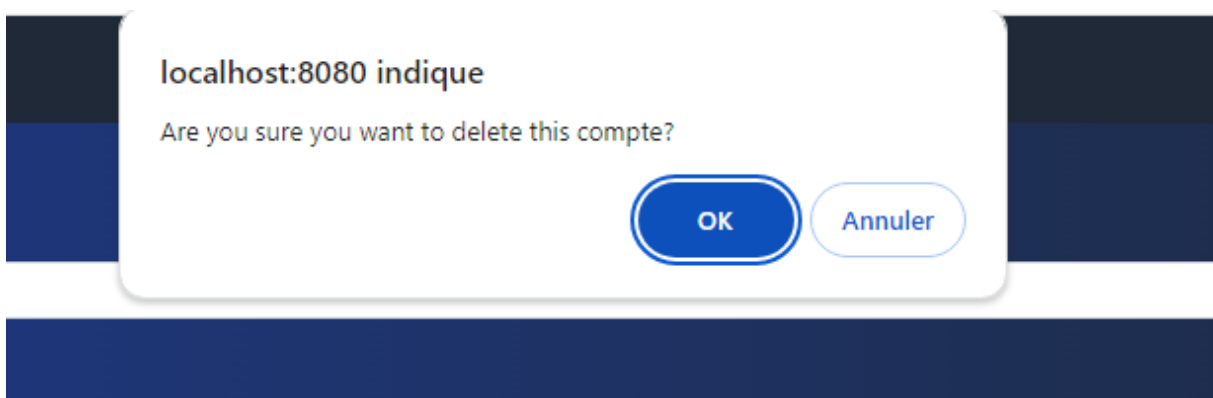 localhost:8080 indique
Are you sure you want to delete this compte?
OK
Annuler